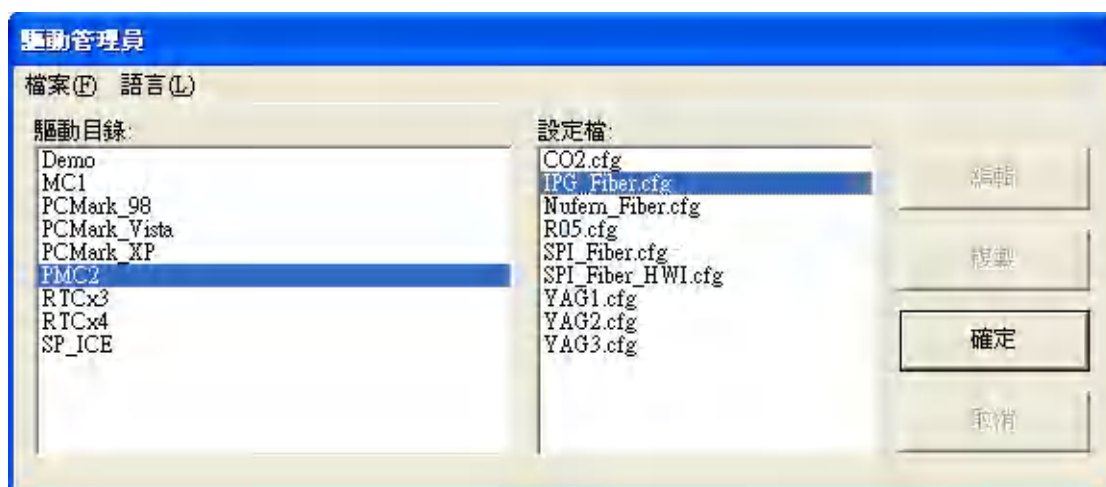 驅動管理員
檔案(F) 語言(L)
驅動目錄:
Demo
MC1
PCMark_98
PCMark_Vista
PCMark_XP
PMC2
RTCx3
RTCx4
SP_ICE
設定檔:
CO2.cfg
IPG_Fiber.cfg
Nufern_Fiber.cfg
R05.cfg
SPI_Fiber.cfg
SPI_Fiber_HWI.cfg
YAG1.cfg
YAG2.cfg
YAG3.cfg
編輯
複製
確定
取消